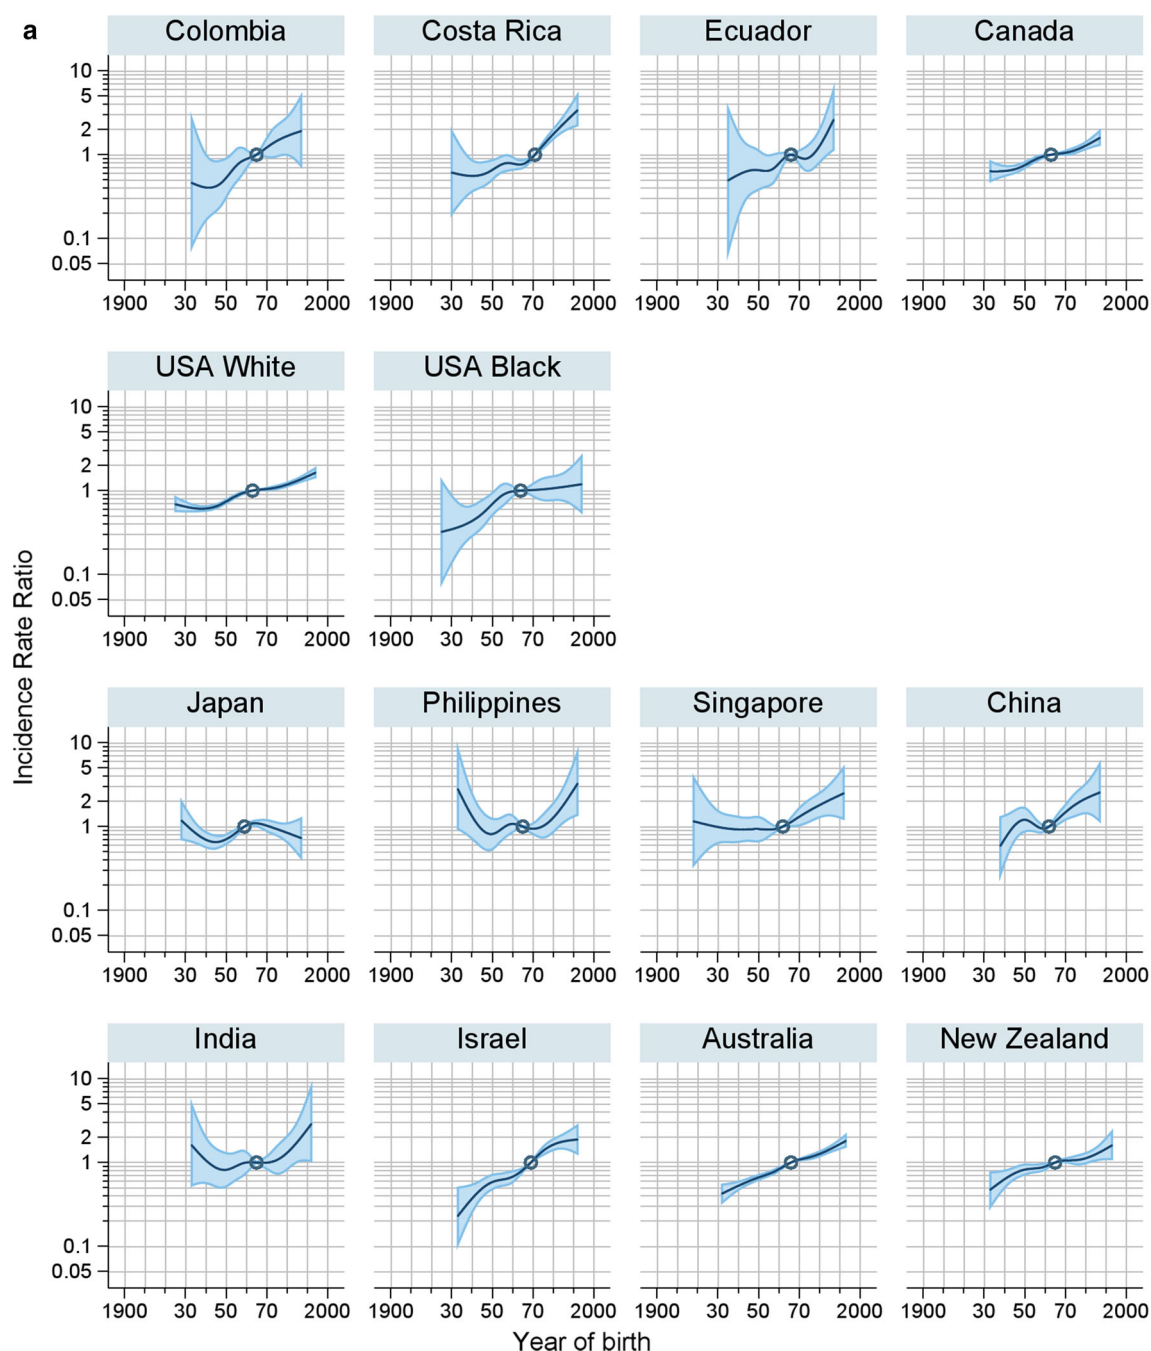 a
Colombia Costa Rica Ecuador Canada
10
5
2
1
0.1
0.05
1900 30 50 70 2000 1900 30 50 70 2000 1900 30 50 70 2000 1900 30 50 70 2000
USA White USA Black
10
5
2
1
0.1
0.05
1900 30 50 70 2000 1900 30 50 70 2000
Incidence Rate Ratio
Japan Philippines Singapore China
10
5
2
1
0.1
0.05
1900 30 50 70 2000 1900 30 50 70 2000 1900 30 50 70 2000 1900 30 50 70 2000
India Israel Australia New Zealand
10
5
2
1
0.1
0.05
1900 30 50 70 2000 1900 30 50 70 2000 1900 30 50 70 2000 1900 30 50 70 2000
Year of birth